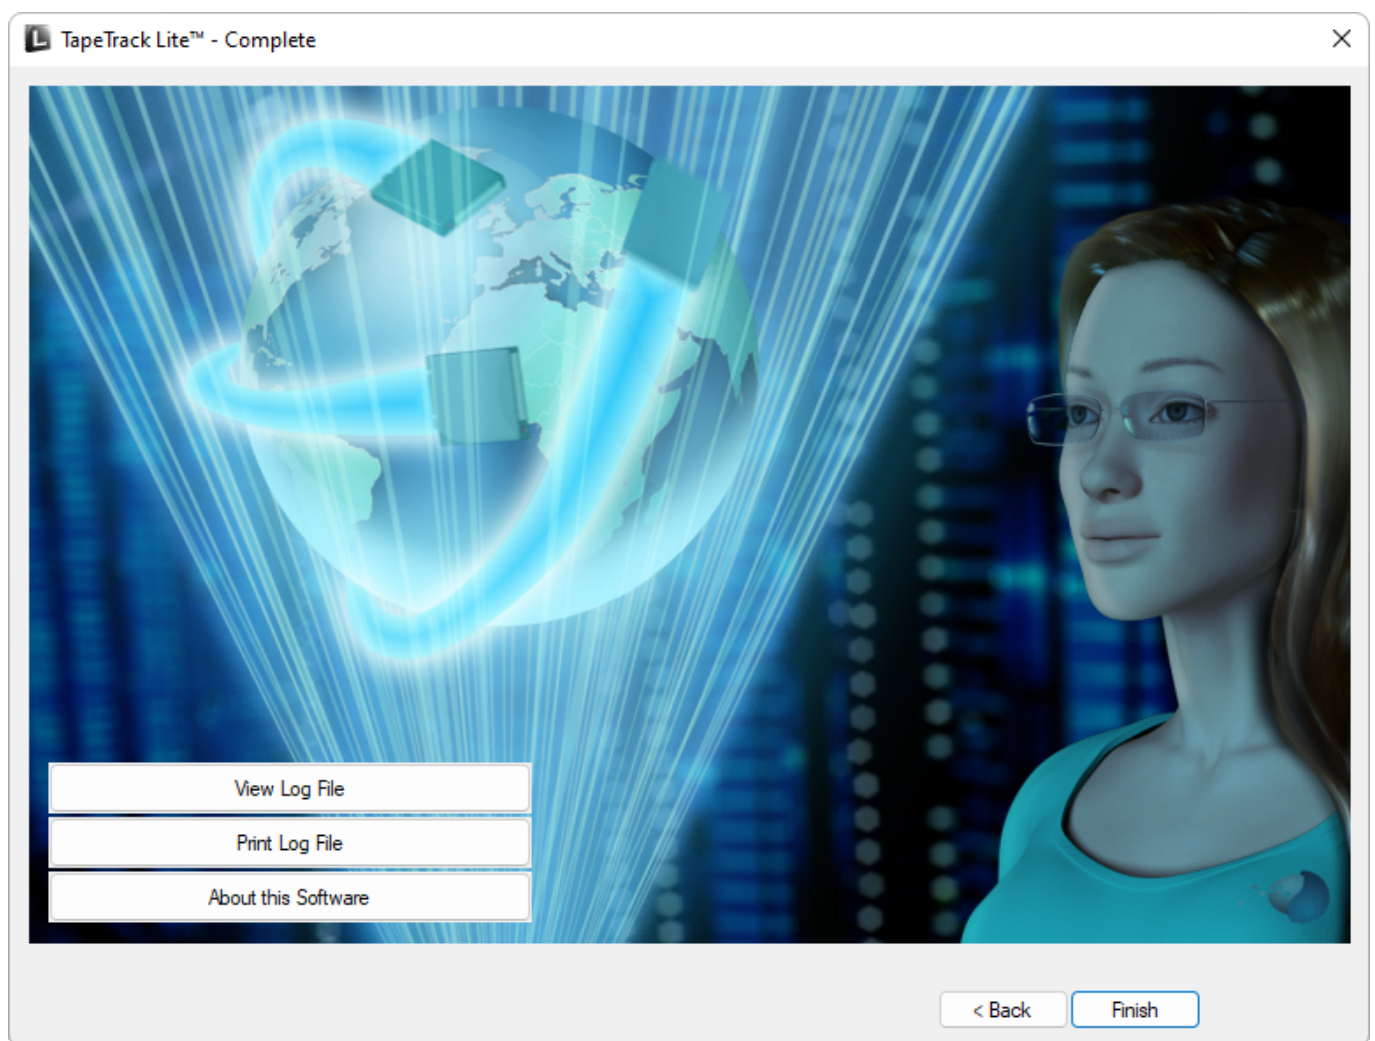 TapeTrack Lite™ - Complete
View Log File
Print Log File
About this Software
< Back
Finish